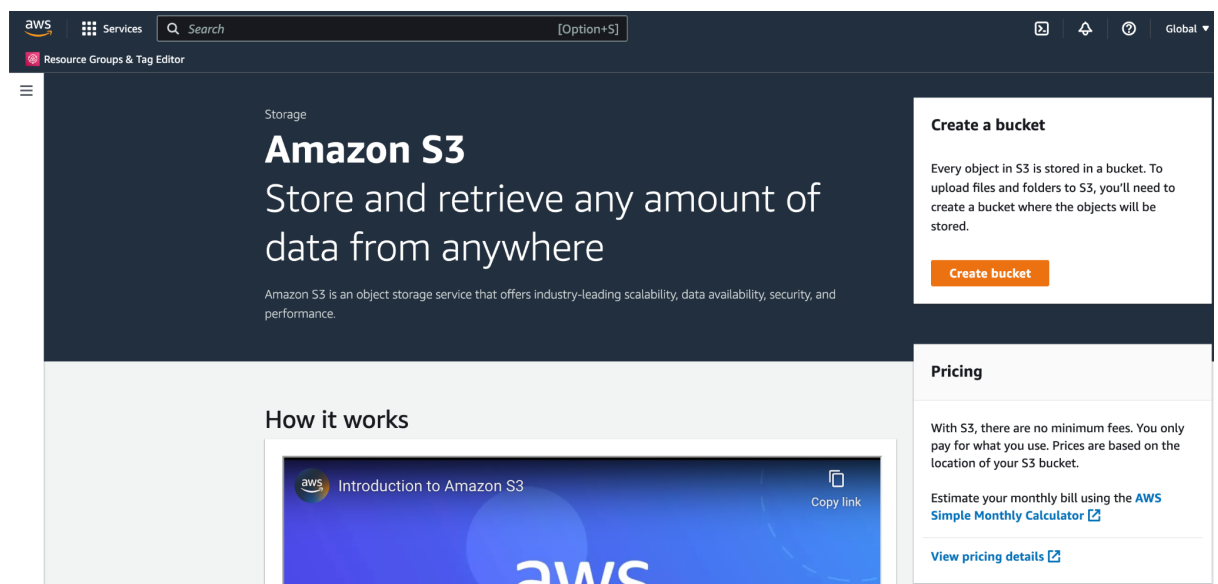 aws
Services
Search
[Option+S]
Global
Resource Groups & Tag Editor
Storage
Amazon S3
Store and retrieve any amount of
data from anywhere
Amazon S3 is an object storage service that offers industry-leading scalability, data availability, security, and
performance.
Create a bucket
Every object in S3 is stored in a bucket. To
upload files and folders to S3, you'll need to
create a bucket where the objects will be
stored.
Create bucket
Pricing
With S3, there are no minimum fees. You only
pay for what you use. Prices are based on the
location of your S3 bucket.
Estimate your monthly bill using the AWS
Simple Monthly Calculator
View pricing details
How it works
aws
Introduction to Amazon S3
Copy link
aws